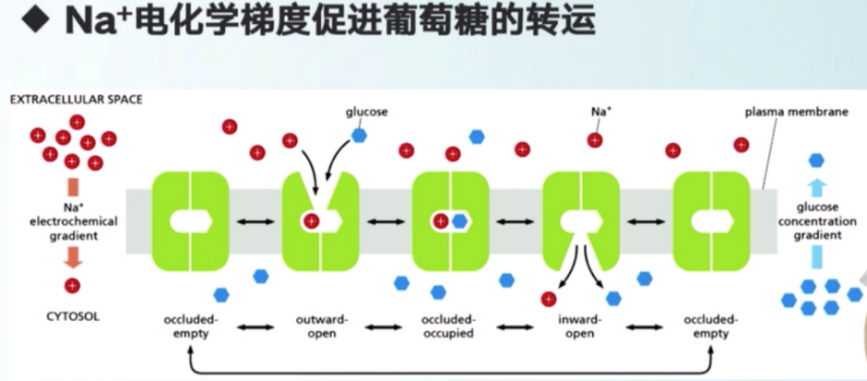 ◆ Na⁺电化学梯度促进葡萄糖的转运
EXTRACELLULAR SPACE
glucose
Na⁺
plasma membrane
Na⁺
electrochemical
gradient
glucose
concentration
gradient
CYTOSOL
occluded-
empty
outward-
open
occluded-
occupied
inward-
open
occluded-
empty